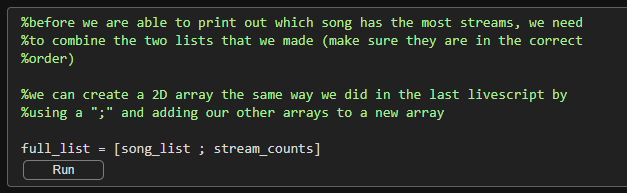 %before we are able to print out which song has the most streams, we need
%to combine the two lists that we made (make sure they are in the correct
%order)
%we can create a 2D array the same way we did in the last livescript by
%using a ";" and adding our other arrays to a new array
full_list = [song_list ; stream_counts]
Run